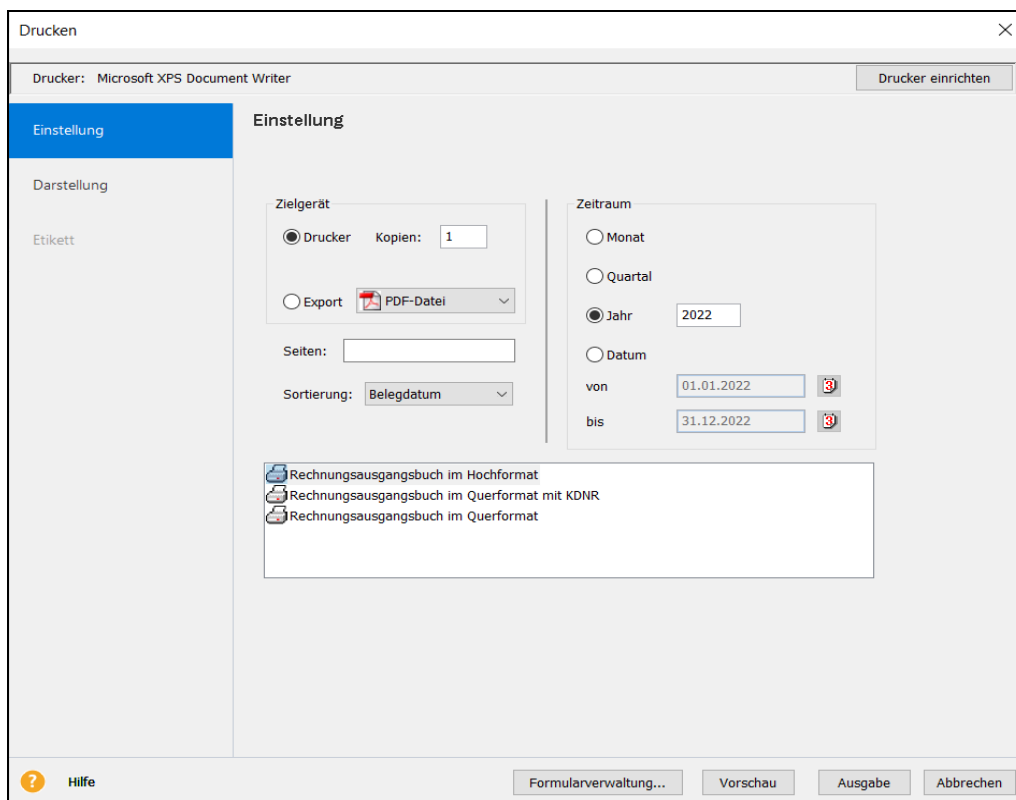 Drucken
Drucker: Microsoft XPS Document Writer
Drucker einrichten
Einstellung
Darstellung
Etikett
Einstellung
Zielgerät
Drucker Kopien: 1
Export PDF-Datei
Seiten:
Sortierung: Belegdatum
Zeitraum
Monat
Quartal
Jahr 2022
Datum
von 01.01.2022 3
bis 31.12.2022 3
Rechnungsausgangsbuch im Hochformat
Rechnungsausgangsbuch im Querformat mit KDNR
Rechnungsausgangsbuch im Querformat
? Hilfe
Formularverwaltung... Vorschau Ausgabe Abbrechen